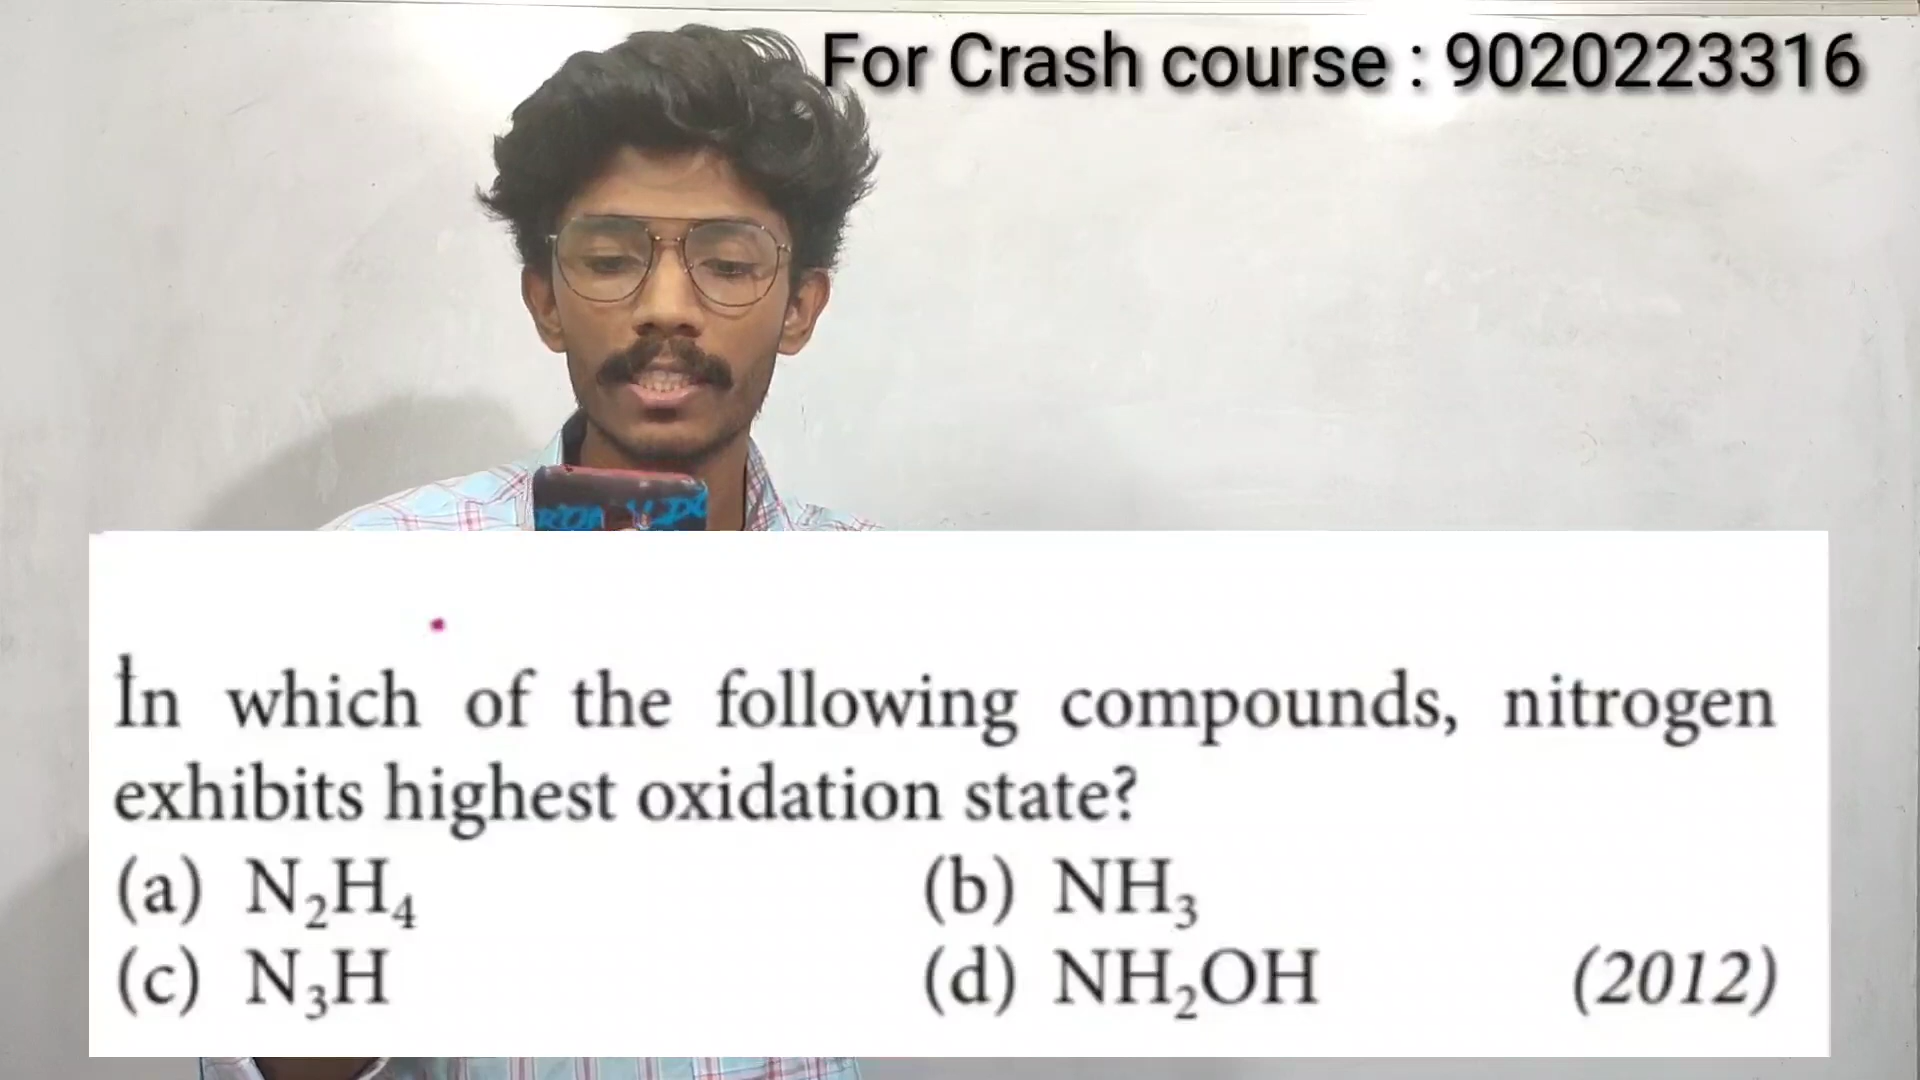 For Crash course : 9020223316
In which of the following compounds, nitrogen
exhibits highest oxidation state?
(a) N₂H₄ (b) NH₃
(c) N₃H (d) NH₂OH (2012)